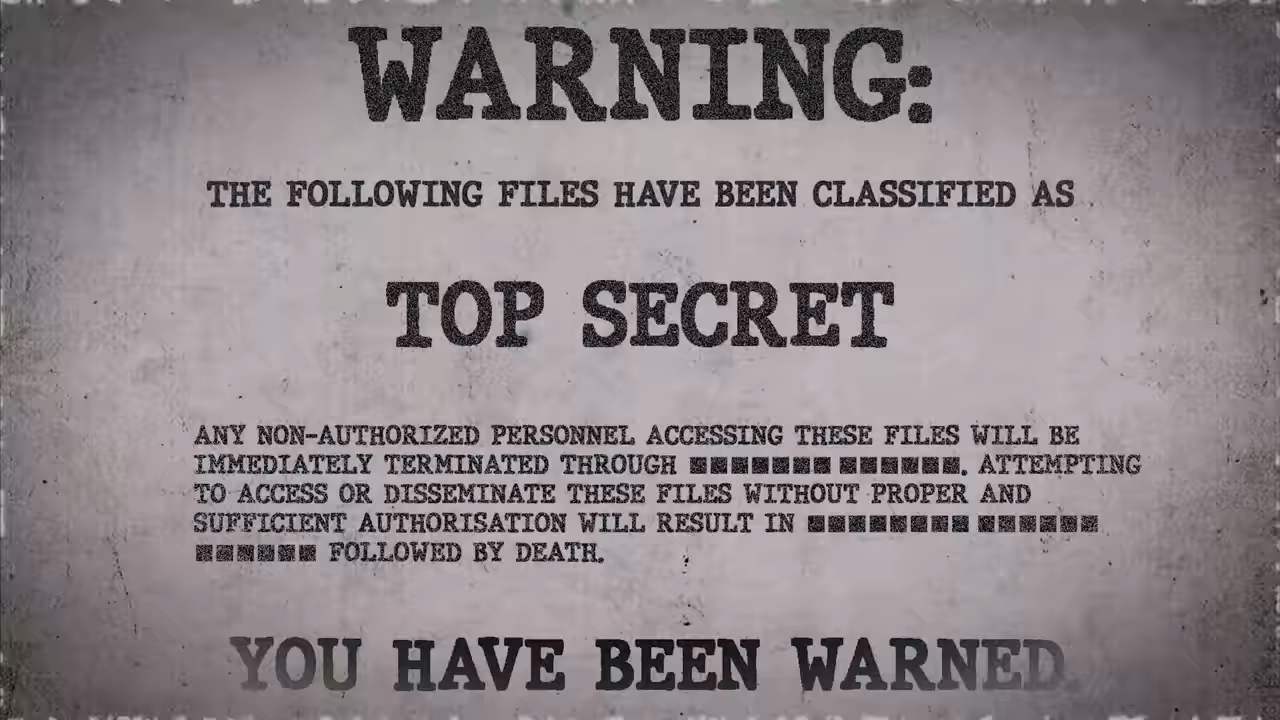 WARNING:
THE FOLLOWING FILES HAVE BEEN CLASSIFIED AS
TOP SECRET
ANY NON-AUTHORIZED PERSONNEL ACCESSING THESE FILES WILL BE
IMMEDIATELY TERMINATED THROUGH ■■■■■■■ ■■■■■■. ATTEMPTING
TO ACCESS OR DISSEMINATE THESE FILES WITHOUT PROPER AND
SUFFICIENT AUTHORISATION WILL RESULT IN ■■■■■■■■ ■■■■■■
■■■■■■ FOLLOWED BY DEATH.
YOU HAVE BEEN WARNED.